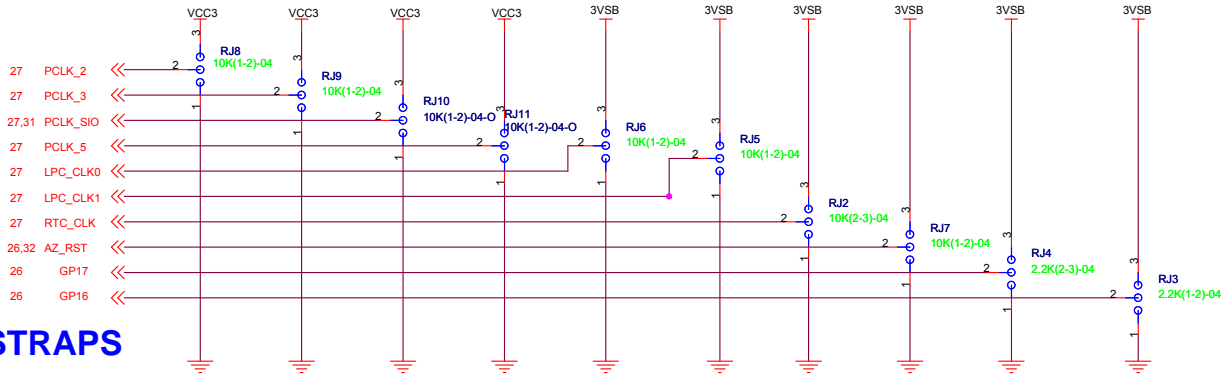 VCC3 VCC3 VCC3 VCC3 3VSB 3VSB 3VSB 3VSB 3VSB 3VSB
3 RJ8
27 PCLK_2 2 10K(1-2)-04
1
3 RJ9
27 PCLK_3 2 10K(1-2)-04
1
3 RJ10
27,31 PCLK_SIO 2 10K(1-2)-04-O
1
3 RJ11
10K(1-2)-04-O
27 PCLK_5 2
1
3 RJ6
27 LPC_CLK0 2 10K(1-2)-04
1
3 RJ5
27 LPC_CLK1 2 10K(1-2)-04
1
3 RJ2
27 RTC_CLK 2 10K(2-3)-04
1
3 RJ7
26,32 AZ_RST 2 10K(1-2)-04
1
3 RJ4
26 GP17 2 2.2K(2-3)-04
1
3 RJ3
26 GP16 2 2.2K(1-2)-04
1
STRAPS